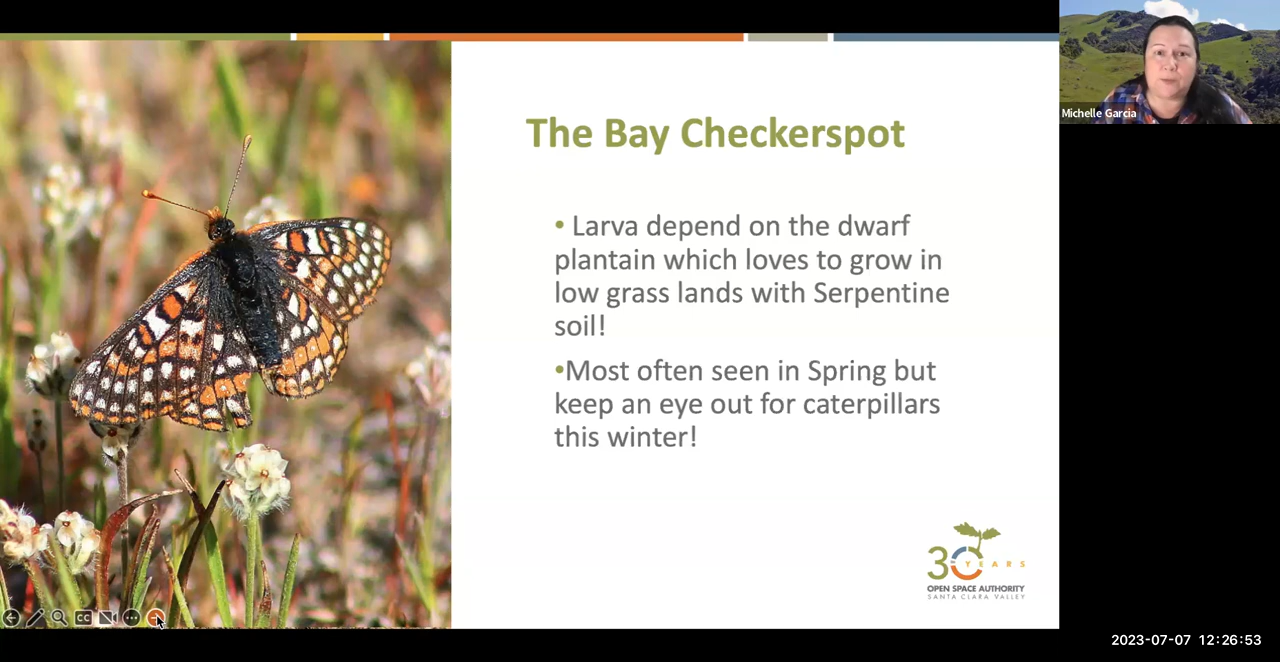 Michelle Garcia
The Bay Checkerspot
• Larva depend on the dwarf
plantain which loves to grow in
low grass lands with Serpentine
soil!
•Most often seen in Spring but
keep an eye out for caterpillars
this winter!
30 YEARS
OPEN SPACE AUTHORITY
SANTA CLARA VALLEY
CC
2023-07-07 12:26:53